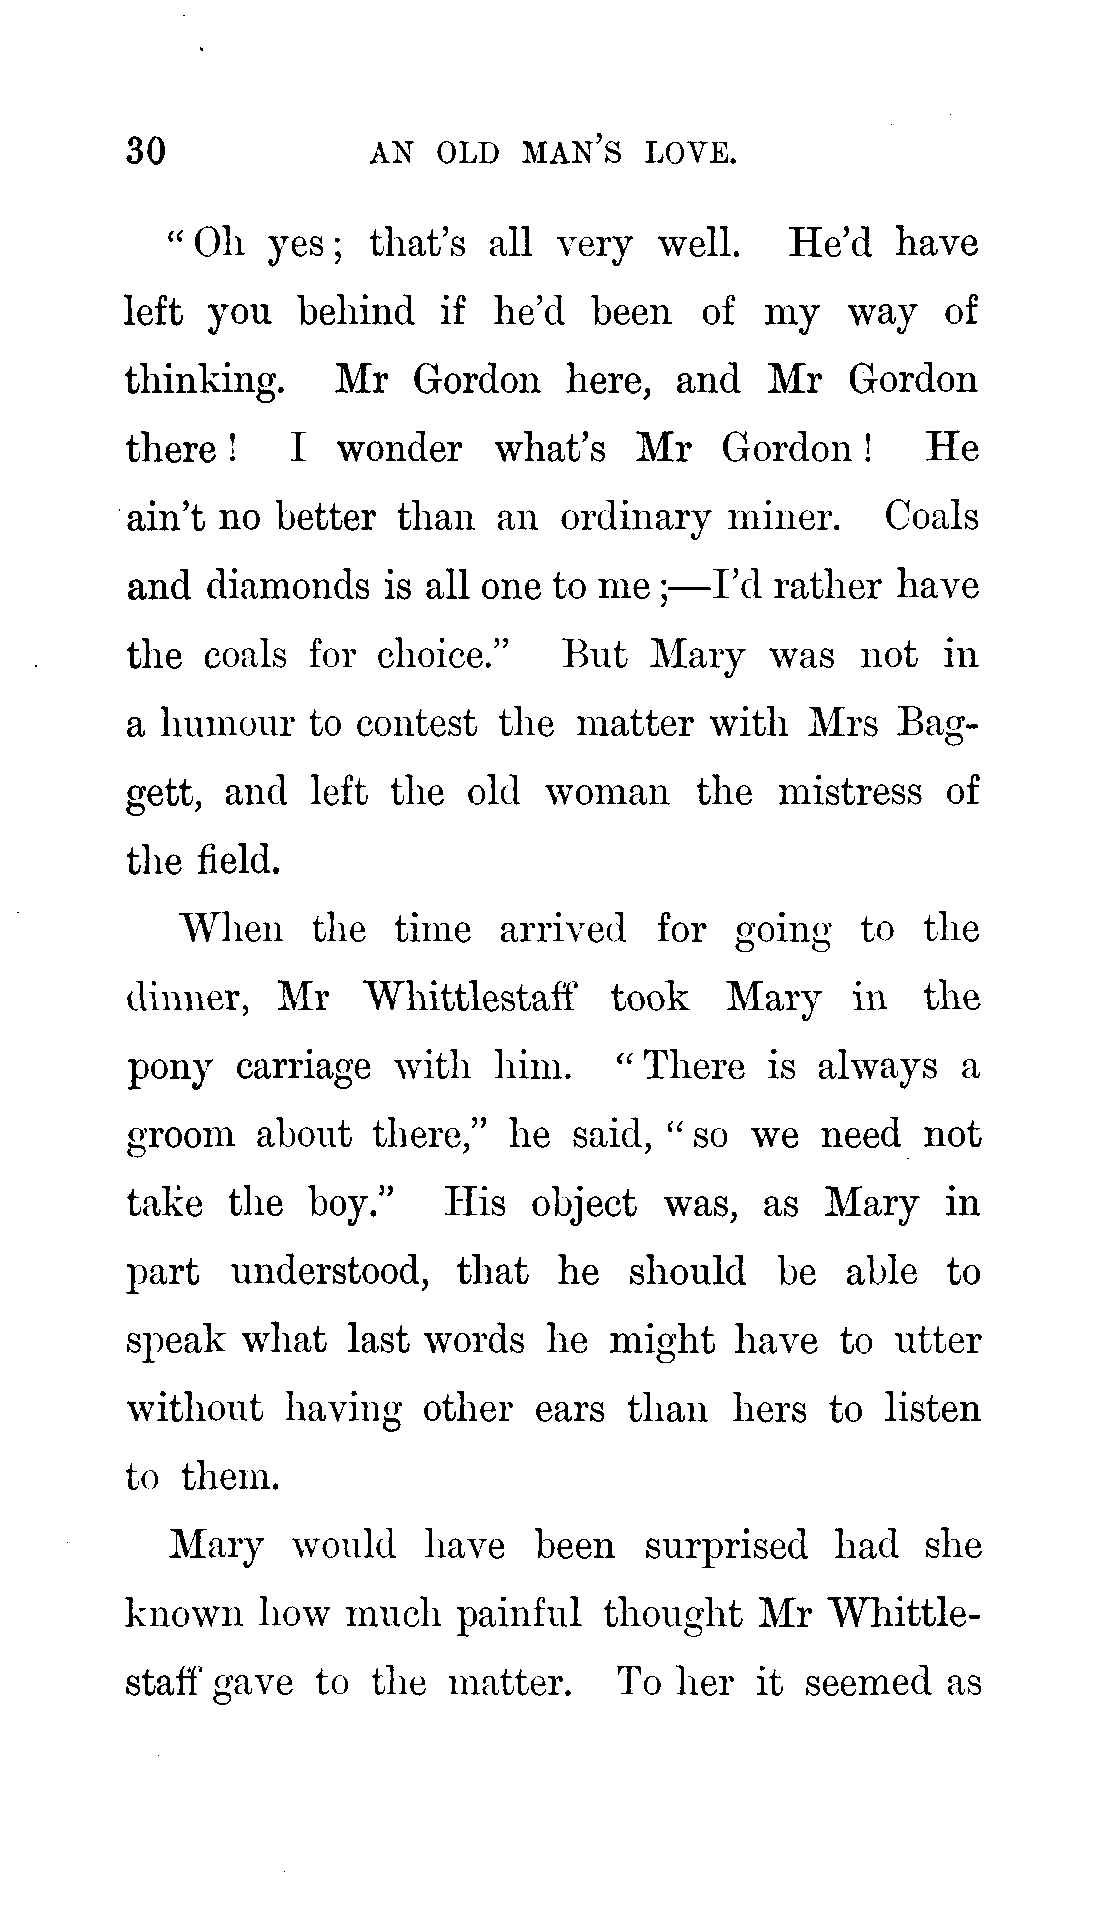 30 AN OLD MAN'S LOVE.
"Oh yes; that's all very well. He'd have
left you behind if he'd been of my way of
thinking. Mr Gordon here, and Mr Gordon
there! I wonder what's Mr Gordon! He
ain't no better than an ordinary miner. Coals
and diamonds is all one to me;—I'd rather have
the coals for choice." But Mary was not in
a humour to contest the matter with Mrs Bag-
gett, and left the old woman the mistress of
the field.
When the time arrived for going to the
dinner, Mr Whittlestaff took Mary in the
pony carriage with him. "There is always a
groom about there," he said, "so we need not
take the boy." His object was, as Mary in
part understood, that he should be able to
speak what last words he might have to utter
without having other ears than hers to listen
to them.
Mary would have been surprised had she
known how much painful thought Mr Whittle-
staff gave to the matter. To her it seemed as